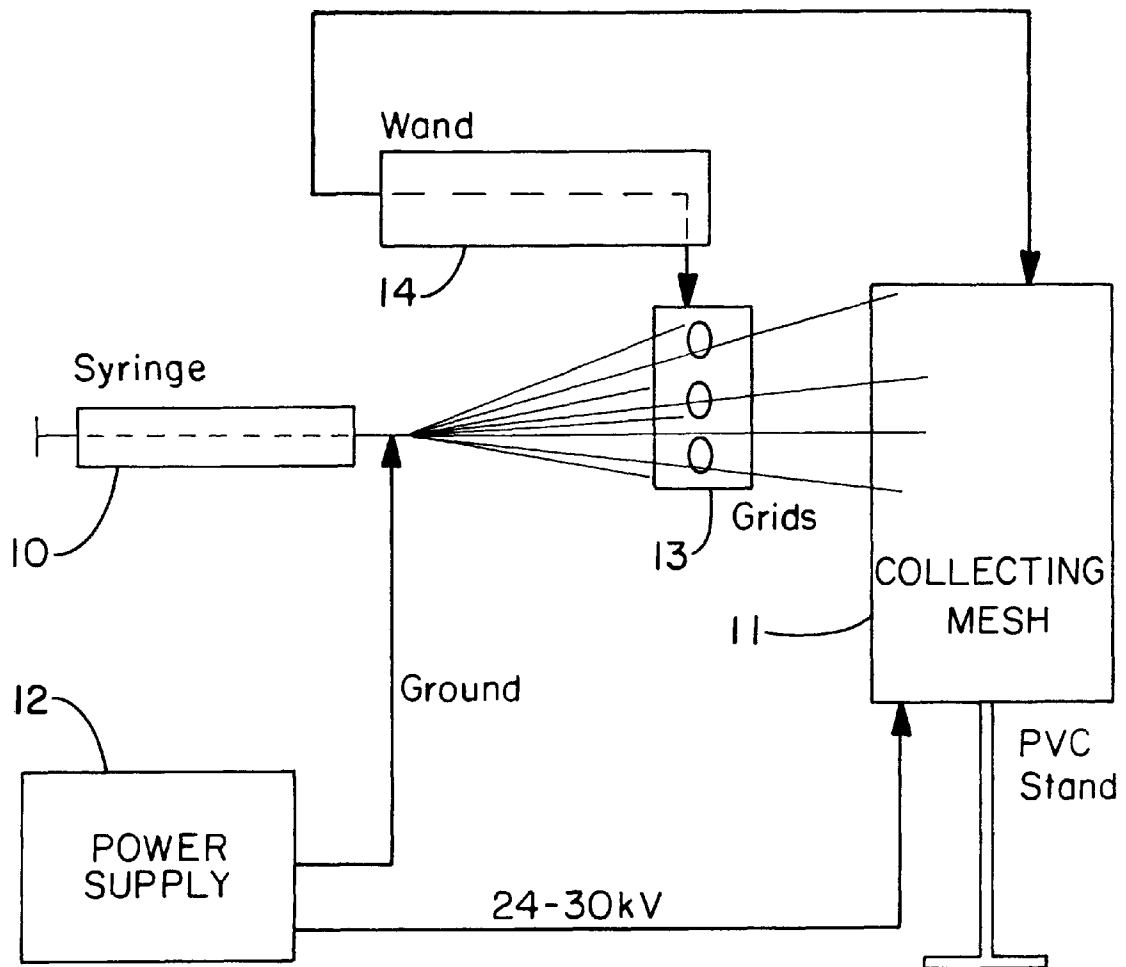 Wand
14
Syringe
10
13
Grids
COLLECTING
MESH
11
Ground
12
PVC
Stand
POWER
SUPPLY
24-30kV